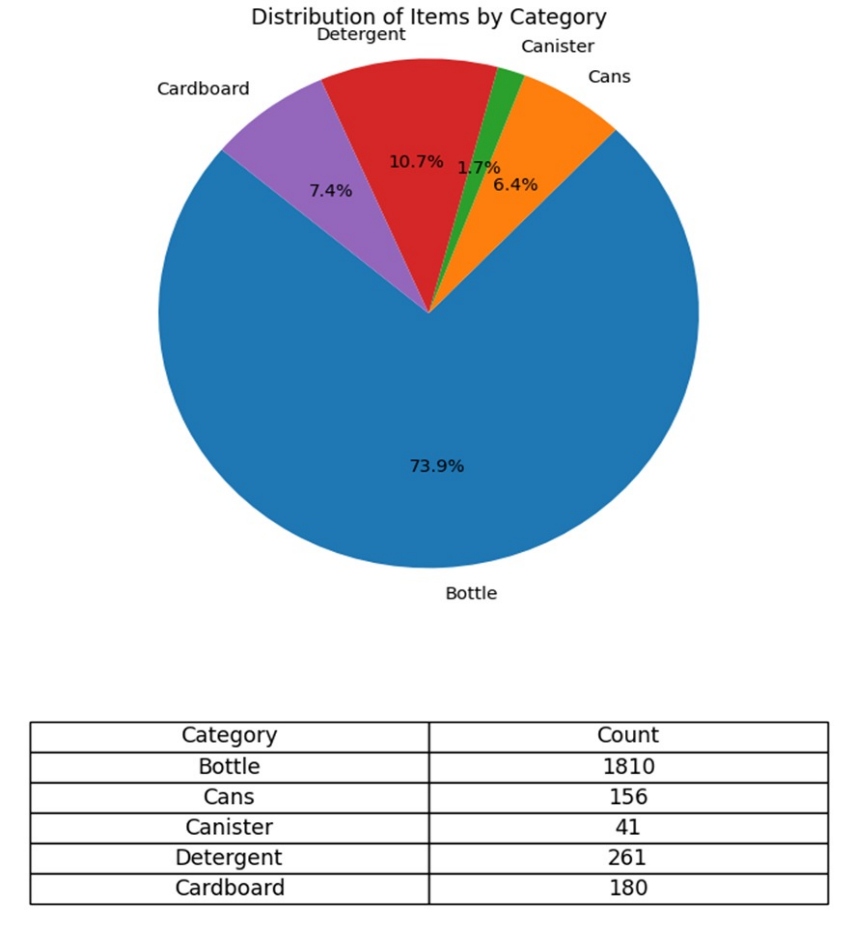 Distribution of Items by Category
Detergent
Canister
Cans
Cardboard
10.7%
1.7%
6.4%
7.4%
73.9%
Bottle
Category Count
Bottle 1810
Cans 156
Canister 41
Detergent 261
Cardboard 180